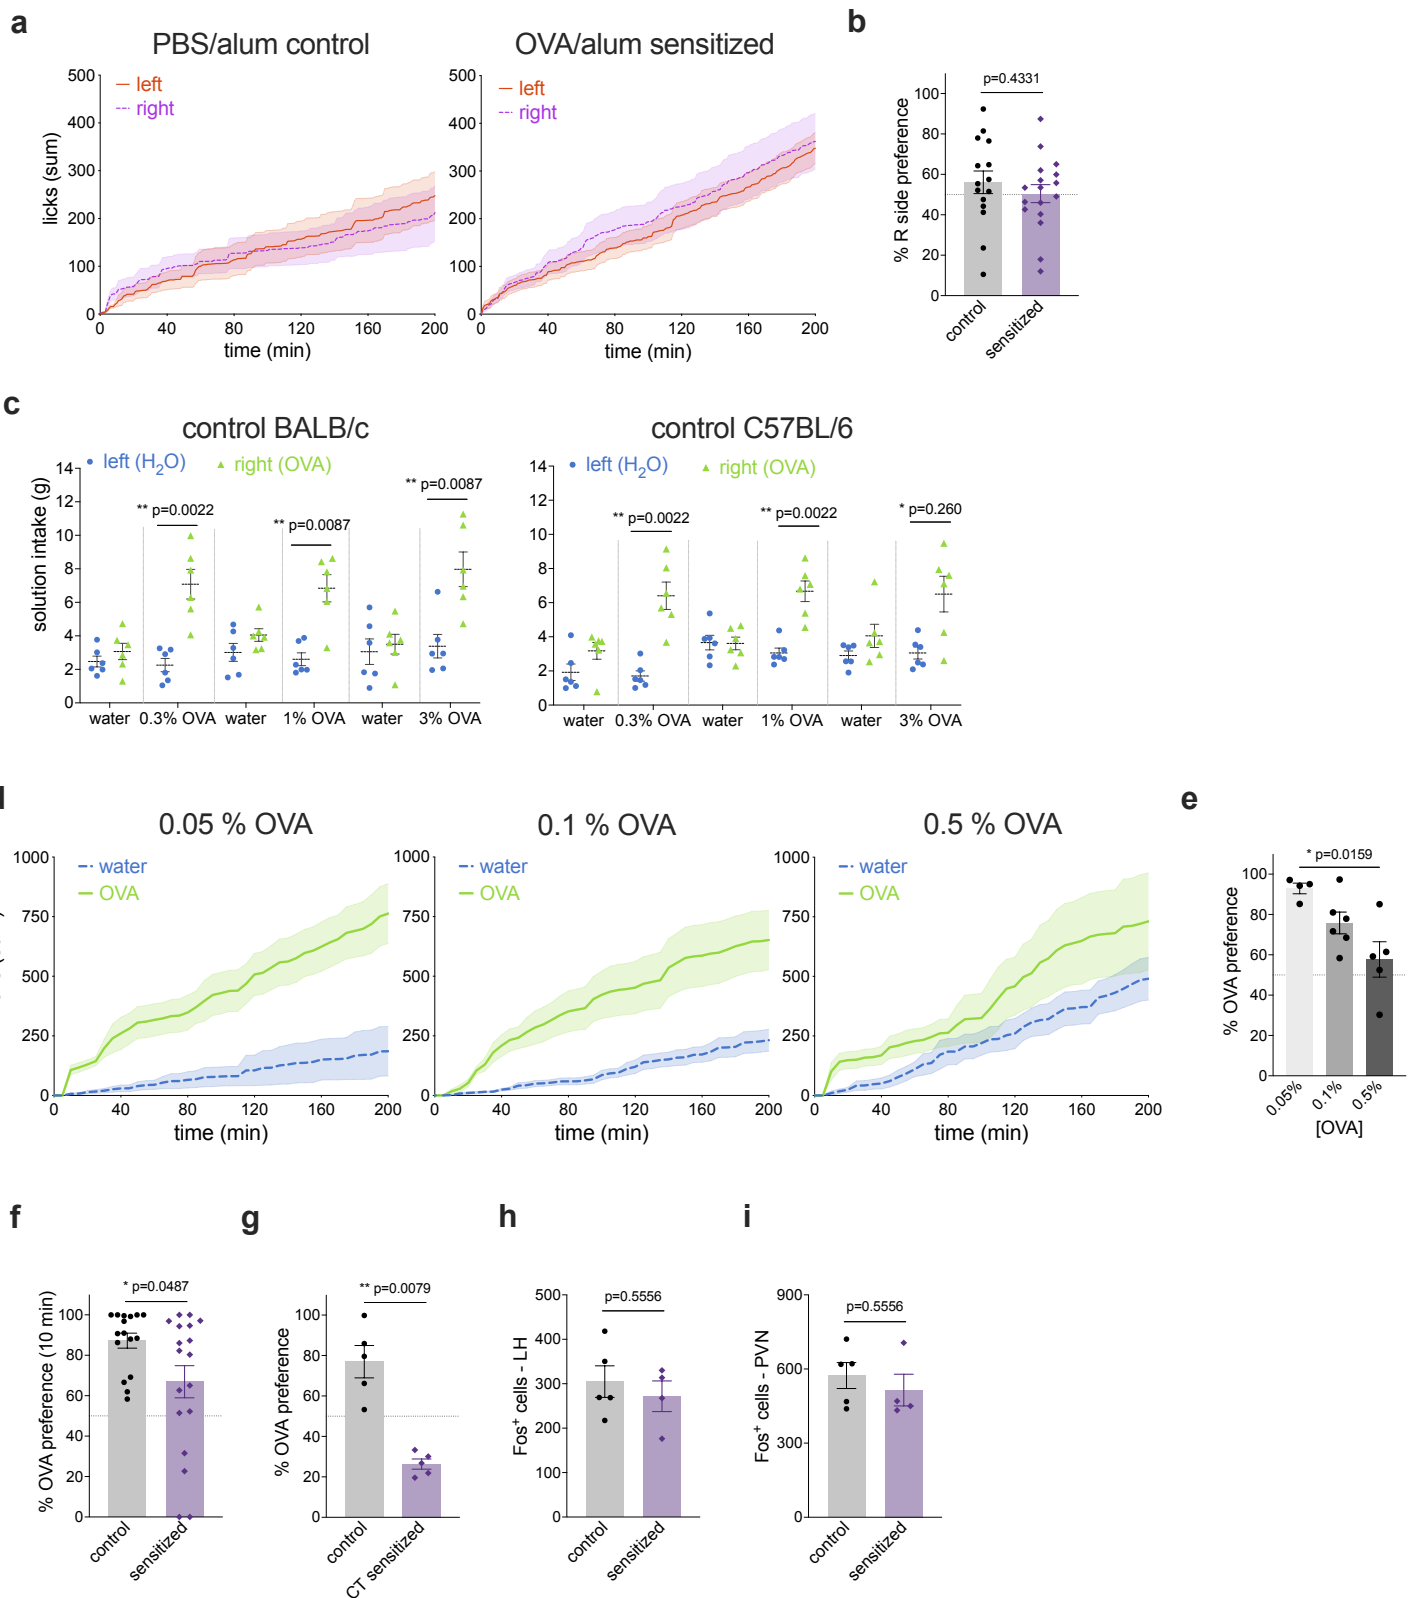 a
PBS/alum control
OVA/alum sensitized
500
400
300
200
100
0
licks (sum)
left
right
0 40 80 120 160 200
time (min)
500
400
300
200
100
0
left
right
0 40 80 120 160 200
time (min)
b
p=0.4331
100
80
60
40
20
0
% R side preference
control
sensitized
c
control BALB/c
left (H2O) right (OVA)
14
12
10
8
6
4
2
0
solution intake (g)
** p=0.0022
** p=0.0087
** p=0.0087
water 0.3% OVA water 1% OVA water 3% OVA
control C57BL/6
left (H2O) right (OVA)
14
12
10
8
6
4
2
0
** p=0.0022
** p=0.0022
* p=0.260
water 0.3% OVA water 1% OVA water 3% OVA
0.05 % OVA
1000
750
500
250
0
water
OVA
0 40 80 120 160 200
time (min)
0.1 % OVA
1000
750
500
250
0
water
OVA
0 40 80 120 160 200
time (min)
0.5 % OVA
1000
750
500
250
0
water
OVA
0 40 80 120 160 200
time (min)
e
* p=0.0159
100
80
60
40
20
0
% OVA preference
0.05% 0.1% 0.5%
[OVA]
f
* p=0.0487
100
80
60
40
20
0
% OVA preference (10 min)
control
sensitized
g
** p=0.0079
100
80
60
40
20
0
% OVA preference
control
CT sensitized
h
p=0.5556
500
400
300
200
100
0
Fos+ cells - LH
control
sensitized
i
p=0.5556
900
600
300
0
Fos+ cells - PVN
control
sensitized